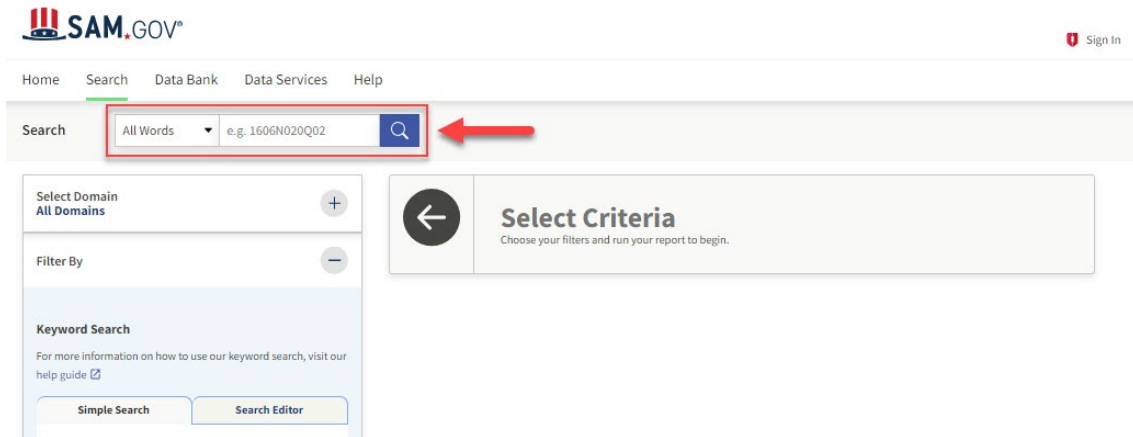 SAM.GOV®
Sign In
Home Search Data Bank Data Services Help
Search All Words e.g. 1606N020Q02
Select Domain
All Domains
Filter By
Keyword Search
For more information on how to use our keyword search, visit our
help guide
Simple Search Search Editor
Select Criteria
Choose your filters and run your report to begin.